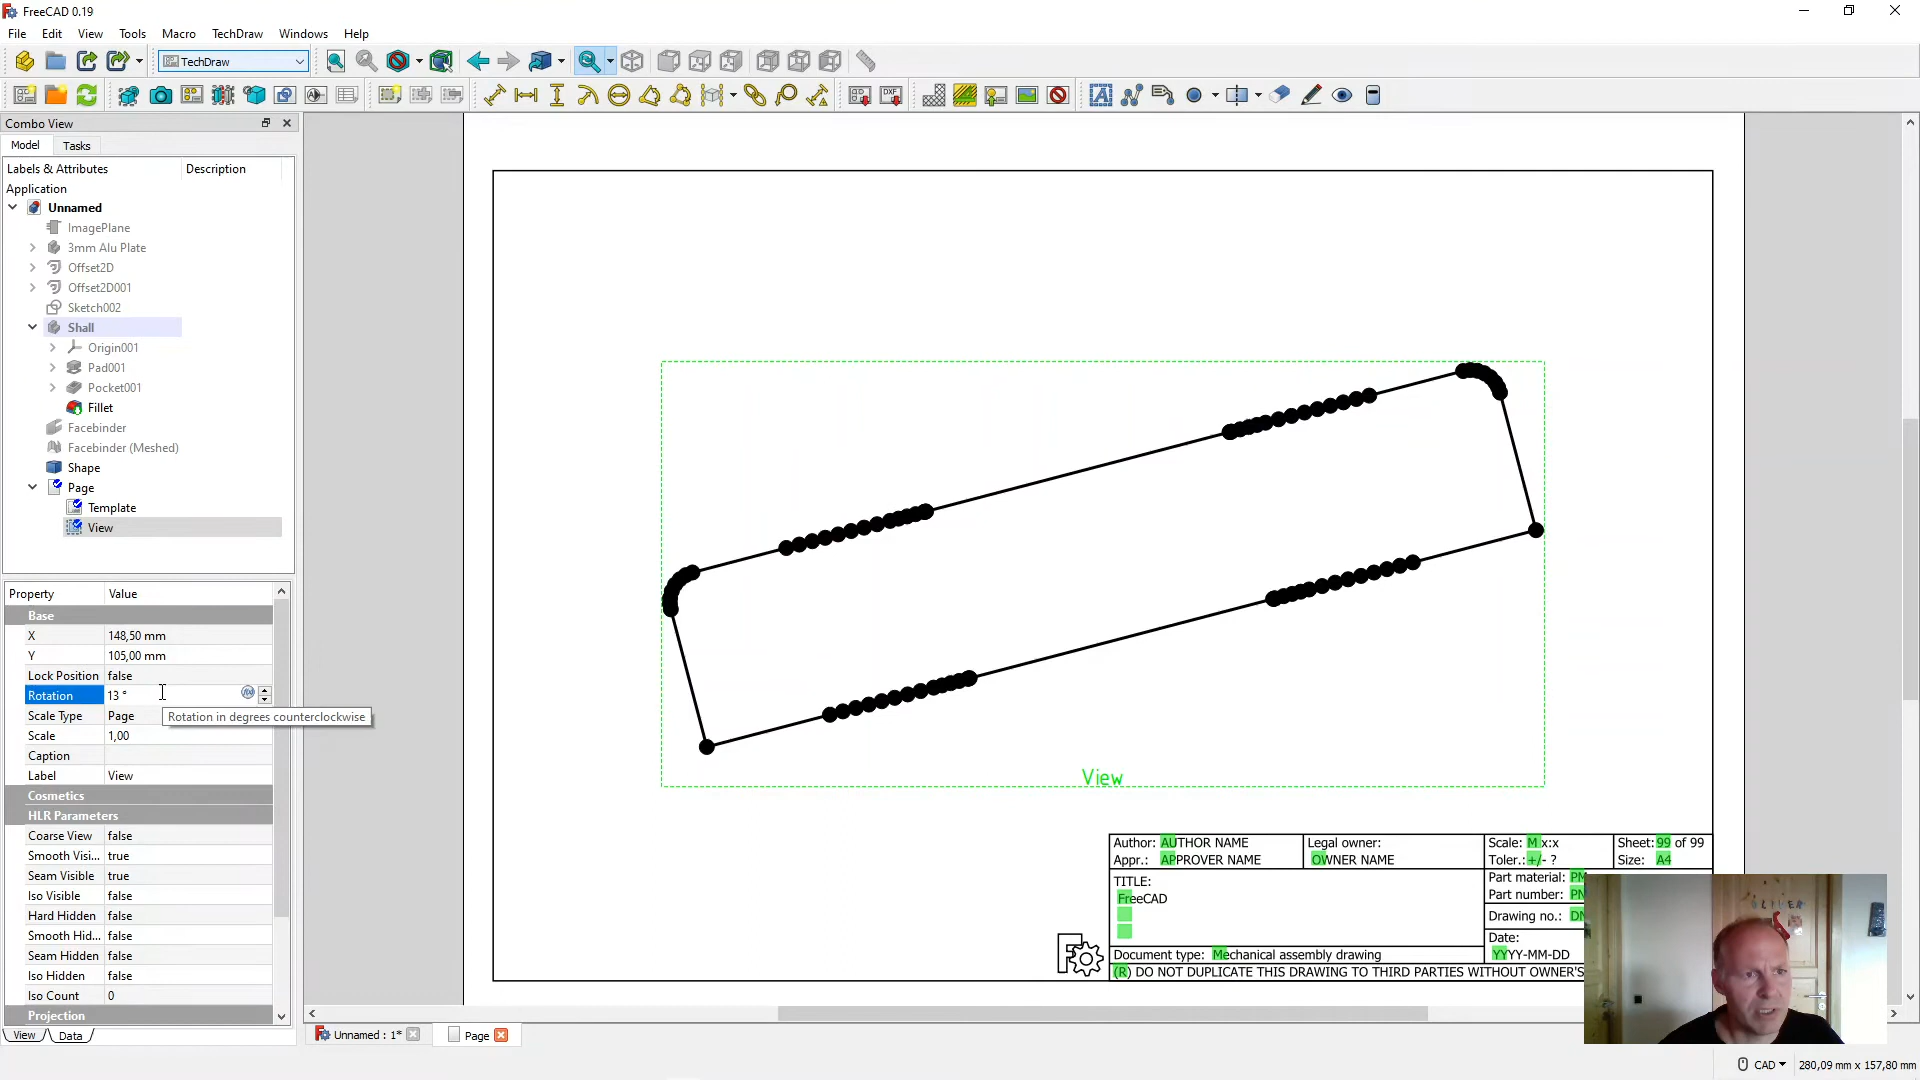 FreeCAD 0.19
File Edit View Tools Macro TechDraw Windows Help
TechDraw
Combo View
Model Tasks
Labels & Attributes Description
Application
Unnamed
ImagePlane
3mm Alu Plate
Offset2D
Offset2D001
Sketch002
Shall
Origin001
Pad001
Pocket001
Fillet
Facebinder
Facebinder (Meshed)
Shape
Page
Template
View
Property Value
Base
X 148,50 mm
Y 105,00 mm
Lock Position false
Rotation 13 °
Scale Type Page
Rotation in degrees counterclockwise
Scale 1,00
Caption
Label View
Cosmetics
HLR Parameters
Coarse View false
Smooth Visi... true
Seam Visible true
Iso Visible false
Hard Hidden false
Smooth Hid... false
Seam Hidden false
Iso Hidden false
Iso Count 0
Projection
View Data
View
Author: AUTHOR NAME
Appr.: APPROVER NAME
Legal owner:
OWNER NAME
Scale: M x:x
Toler.: +/- ?
Sheet: 99 of 99
Size: A4
TITLE:
FreeCAD
Part material: PM
Part number: PN
Drawing no.: DN
Document type: Mechanical assembly drawing
Date:
YYYY-MM-DD
(R) DO NOT DUPLICATE THIS DRAWING TO THIRD PARTIES WITHOUT OWNER'S
Unnamed : 1*
Page
CAD
280,09 mm x 157,80 mm